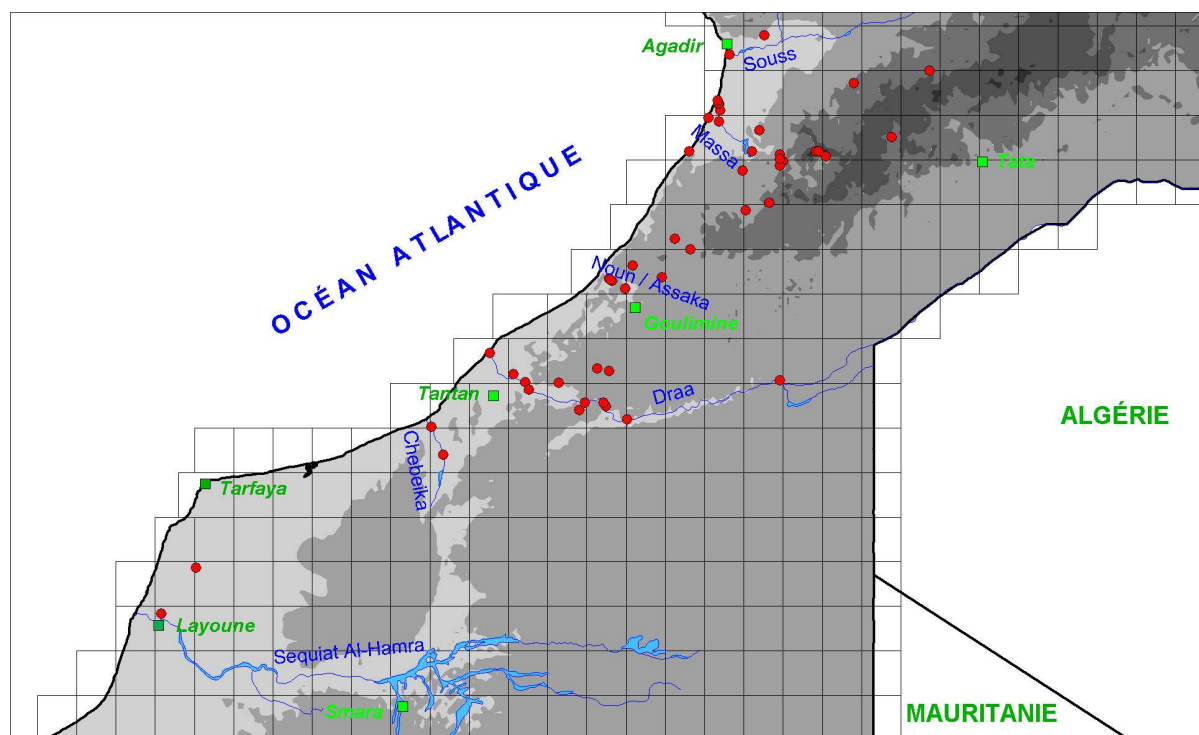 Agadir
Souss
Massa
Tata
OCÉAN ATLANTIQUE
Noun / Assaka
Goulimine
Tantan
Draa
ALGÉRIE
Chebeika
Tarfaya
Layoune
Sequiat Al-Hamra
Smara
MAURITANIE